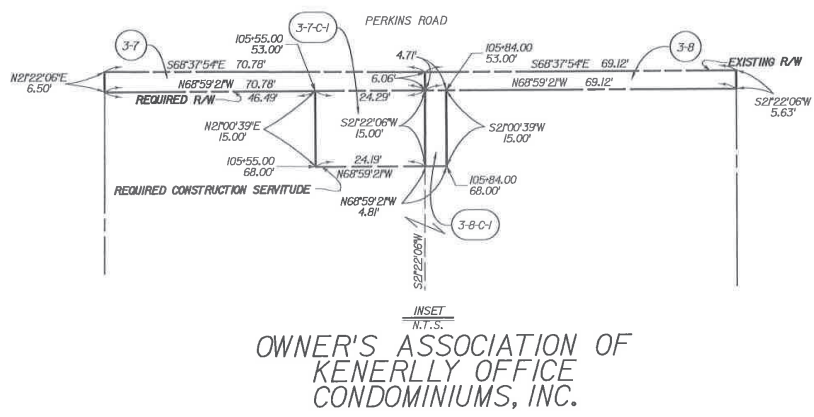 PERKINS ROAD
3-7-C-1
3-7
105+55.00
53.00'
4.71'
105+84.00
53.00'
3-8
S68°37'54"E 70.78'
S68°37'54"E 69.12'
EXISTING R/W
N21°22'06"E
6.50'
N68°59'21"W 70.78'
6.06'
N68°59'21"W 69.12'
REQUIRED R/W 46.49'
24.29'
S21°22'06"W
5.63'
N21°00'39"E
15.00'
S21°22'06"W
15.00'
S21°00'39"W
15.00'
105+55.00
68.00'
24.19'
N68°59'21"W
105+84.00
68.00'
REQUIRED CONSTRUCTION SERVITUDE
N68°59'21"W
4.81'
3-8-C-1
S21°22'06"W
INSET
N.T.S.
OWNER'S ASSOCIATION OF
KENERLLY OFFICE
CONDOMINIUMS, INC.